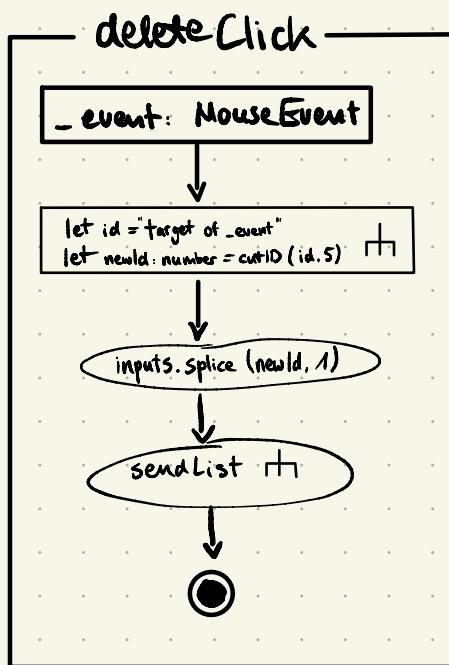 deleteClick
_event: MouseEvent
let id = "target of _event"
let newId: number = cutID (id.5)
inputs.splice (newId, 1)
sendList